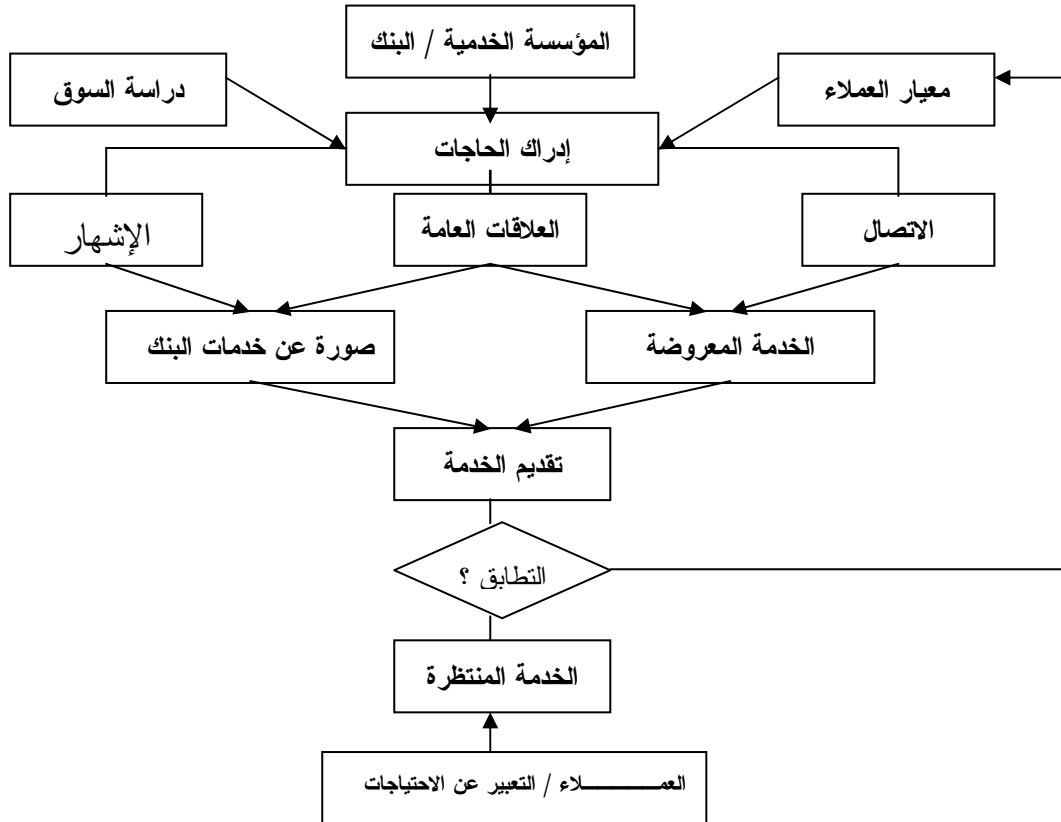 المؤسسة الخدمية / البنك
معيار العملاء
دراسة السوق
إدراك الحاجات
الاتصال
العلاقات العامة
الإشهار
الخدمة المعروضة
صورة عن خدمات البنك
تقديم الخدمة
التطابق ؟
الخدمة المنتظرة
العمـــــــــلاء / التعبير عن الاحتياجات